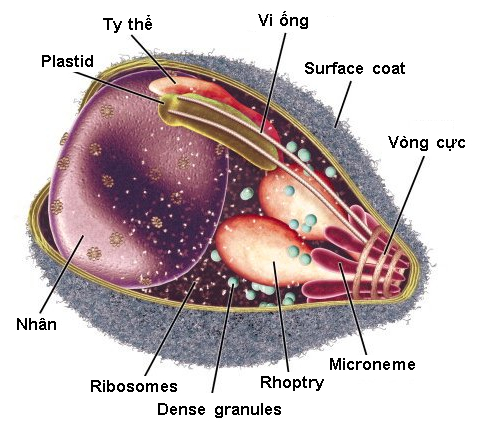 Ty thể
Vi ống
Plastid
Surface coat
Vòng cực
Nhân
Microneme
Ribosomes
Rhoptry
Dense granules